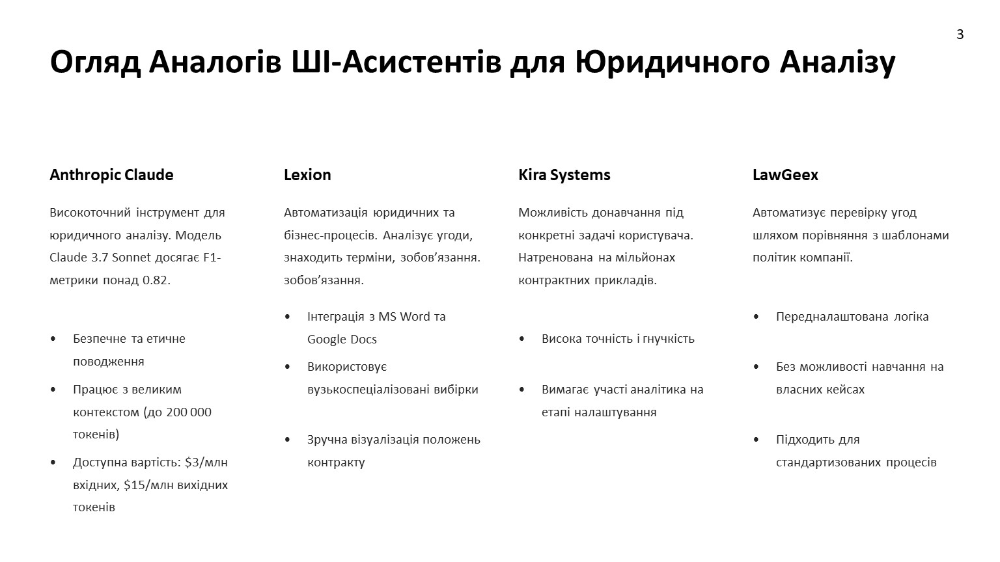 3
Огляд Аналогів ШІ-Асистентів для Юридичного Аналізу
Anthropic Claude
Високоточний інструмент для
юридичного аналізу. Модель
Claude 3.7 Sonnet досягає F1-
метрики понад 0.82.
• Безпечне та етичне
поводження
• Працює з великим
контекстом (до 200 000
токенів)
• Доступна вартість: $3/млн
вхідних, $15/млн вихідних
токенів
Lexion
Автоматизація юридичних та
бізнес-процесів. Аналізує угоди,
знаходить терміни, зобов’язання.
зобов’язання.
• Інтеграція з MS Word та
Google Docs
• Використовує
вузькоспеціалізовані вибірки
• Зручна візуалізація положень
контракту
Kira Systems
Можливість донавчання під
конкретні задачі користувача.
Натренована на мільйонах
контрактних прикладів.
• Висока точність і гнучкість
• Вимагає участі аналітика на
етапі налаштування
LawGeex
Автоматизує перевірку угод
шляхом порівняння з шаблонами
політик компанії.
• Передналаштована логіка
• Без можливості навчання на
власних кейсах
• Підходить для
стандартизованих процесів